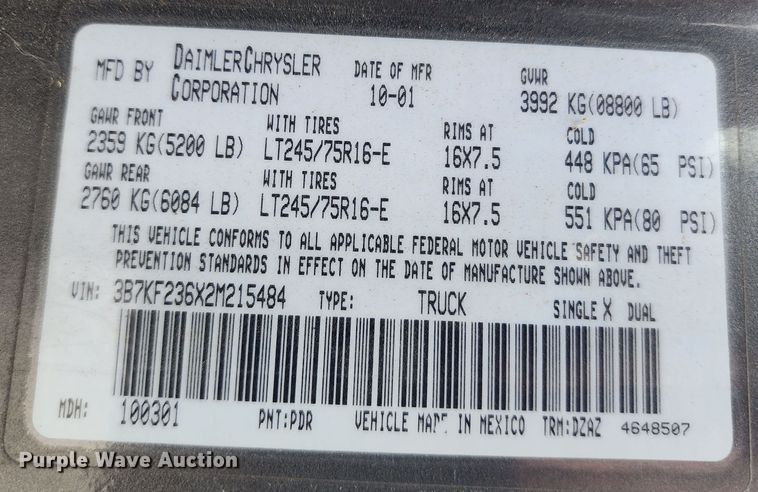 MFD BY DAIMLERCHRYSLER CORPORATION DATE OF MFR 10-01 GVWR 3992 KG(08800 LB)
GAWR FRONT WITH TIRES RIMS AT COLD
2359 KG(5200 LB) LT245/75R16-E 16X7.5 448 KPA(65 PSI)
GAWR REAR WITH TIRES RIMS AT COLD
2760 KG(6084 LB) LT245/75R16-E 16X7.5 551 KPA(80 PSI)
THIS VEHICLE CONFORMS TO ALL APPLICABLE FEDERAL MOTOR VEHICLE SAFETY AND THEFT
PREVENTION STANDARDS IN EFFECT ON THE DATE OF MANUFACTURE SHOWN ABOVE.
VIN: 3B7KF236X2M215484 TYPE: TRUCK SINGLE X DUAL
MDH: 100301 PNT:PDR VEHICLE MADE IN MEXICO TRM:DZAZ 4648507
Purple Wave Auction